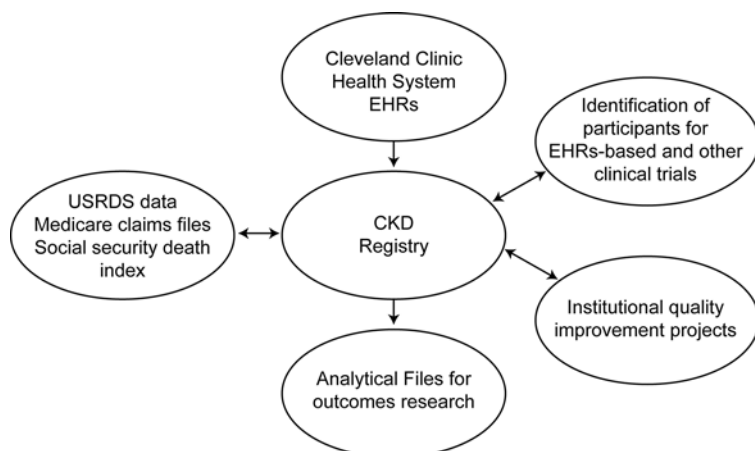 Cleveland Clinic
Health System
EHRs
Identification of
participants for
EHRs-based and other
clinical trials
USRDS data
Medicare claims files
Social security death
index
CKD
Registry
Institutional quality
improvement projects
Analytical Files for
outcomes research